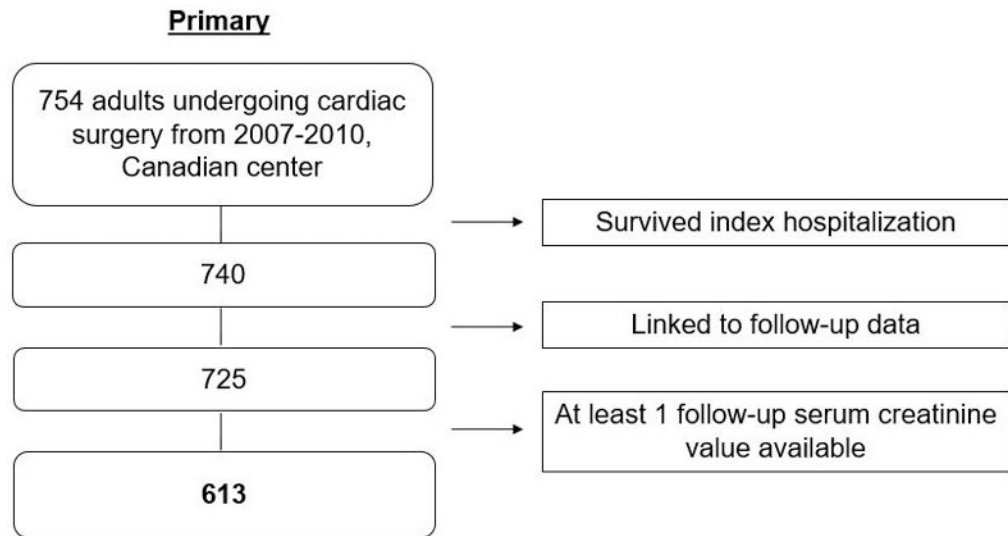 Primary
754 adults undergoing cardiac
surgery from 2007-2010,
Canadian center
Survived index hospitalization
740
Linked to follow-up data
725
At least 1 follow-up serum creatinine
value available
613